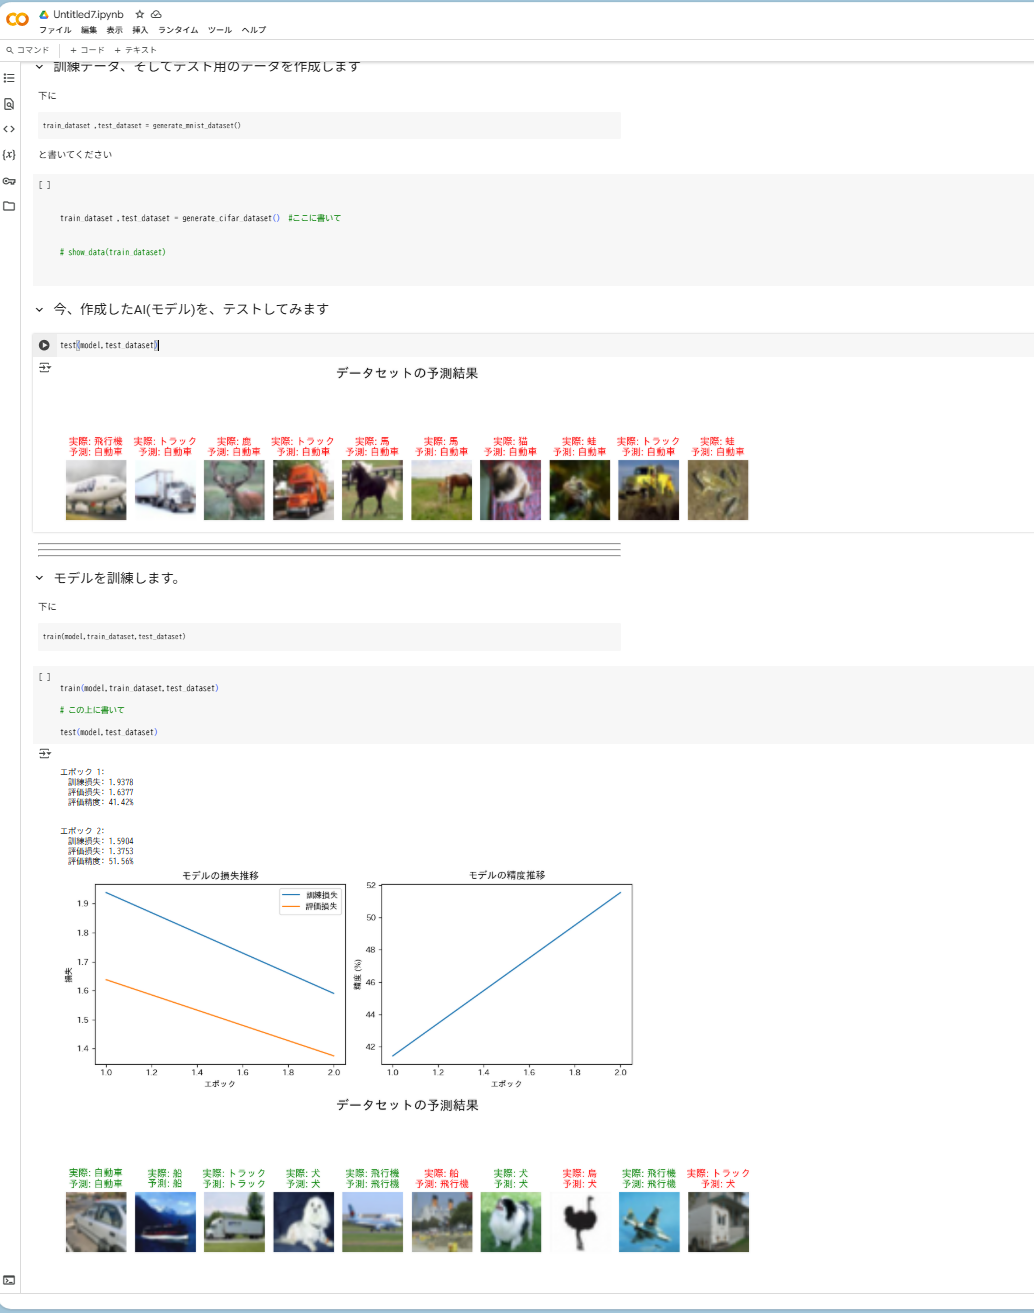 Untitled7.ipynb
ファイル 編集 表示 挿入 ランタイム ツール ヘルプ
コマンド + コード + テキスト
訓練データ、そしてテスト用のデータを作成します
下に
train_dataset ,test_dataset = generate_mnist_dataset()
と書いてください
[ ]
train_dataset ,test_dataset = generate_cifar_dataset() #ここに書いて
# show_data(train_dataset)
今、作成したAI(モデル)を、テストしてみます
test(model,test_dataset)
データセットの予測結果
実際: 飛行機 実際: トラック 実際: 鹿 実際: トラック 実際: 馬 実際: 馬 実際: 猫 実際: 蛙 実際: トラック 実際: 蛙
予測: 自動車 予測: 自動車 予測: 自動車 予測: 自動車 予測: 自動車 予測: 自動車 予測: 自動車 予測: 自動車 予測: 自動車 予測: 自動車
モデルを訓練します。
下に
train(model,train_dataset,test_dataset)
[ ]
train(model,train_dataset,test_dataset)
# この上に書いて
test(model,test_dataset)
エポック 1:
訓練損失: 1.9378
評価損失: 1.6377
評価精度: 41.42%
エポック 2:
訓練損失: 1.5904
評価損失: 1.3753
評価精度: 51.56%
モデルの損失推移
訓練損失
評価損失
損失
1.9
1.8
1.7
1.6
1.5
1.4
1.0 1.2 1.4 1.6 1.8 2.0
エポック
モデルの精度推移
精度 (%)
52
50
48
46
44
42
1.0 1.2 1.4 1.6 1.8 2.0
エポック
データセットの予測結果
実際: 自動車 実際: 船 実際: トラック 実際: 犬 実際: 飛行機 実際: 船 実際: 犬 実際: 鳥 実際: 飛行機 実際: トラック
予測: 自動車 予測: 船 予測: トラック 予測: 犬 予測: 飛行機 予測: 飛行機 予測: 犬 予測: 犬 予測: 飛行機 予測: 犬